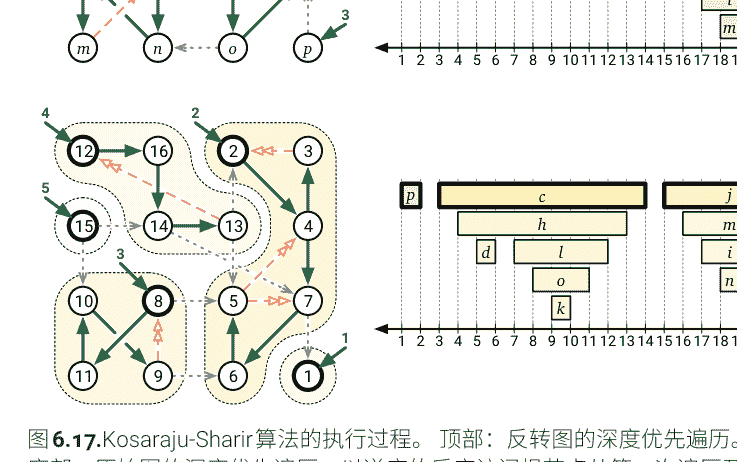 m n o p 3
1 2 3 4 5 6 7 8 9 10 11 12 13 14 15 16 17 18 19
i
m
4 2
12 16 2 3
5
15 14 13 4
3
10 8 5 7
1
11 9 6 1
p c j
h m
d l i
o n
k
1 2 3 4 5 6 7 8 9 10 11 12 13 14 15 16 17 18 19
图6.17.Kosaraju-Sharir算法的执行过程。 顶部：反转图的深度优先遍历。